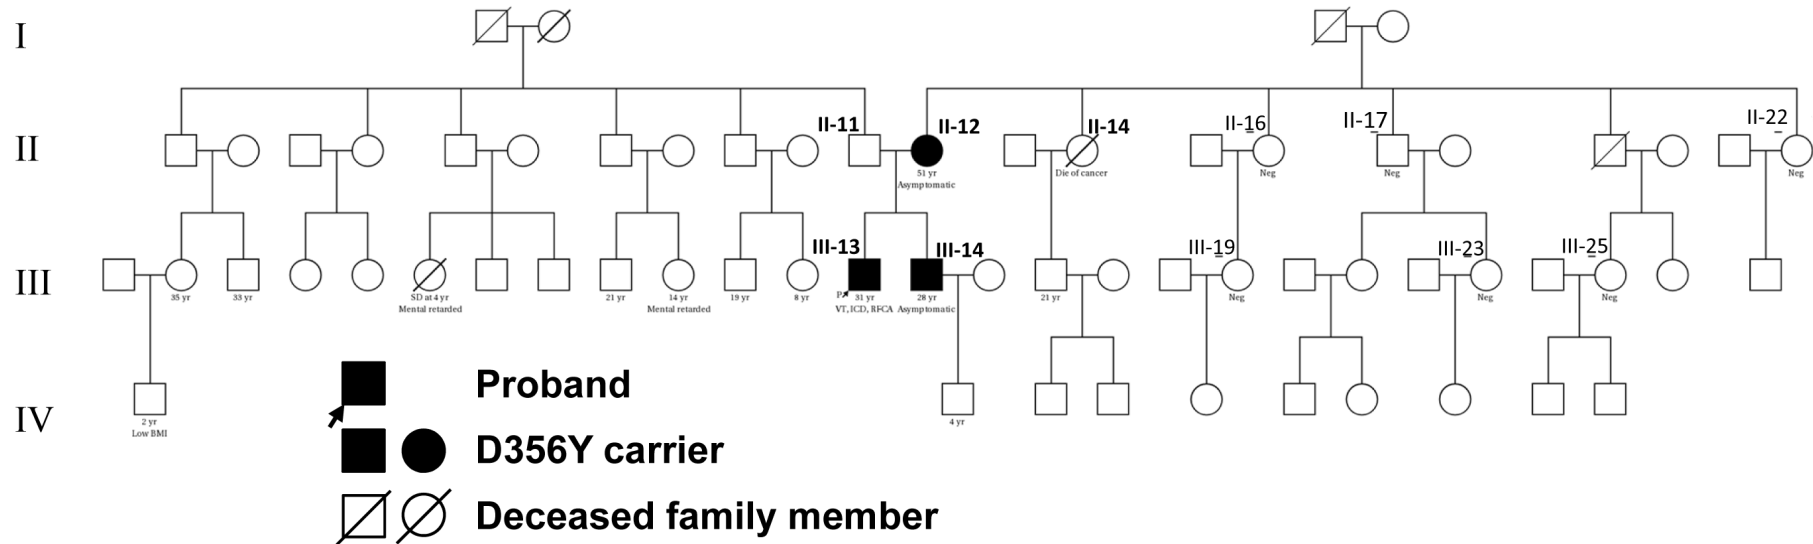 I
II-11
II-12
II-14
II-16
II-17
II-22
II
51 yr
Asymptomatic
Die of cancer
Neg
Neg
Neg
III-13
III-14
III-19
III-23
III-25
III
35 yr
33 yr
SD at 4 yr
Mental retarded
21 yr
14 yr
Mental retarded
19 yr
8 yr
P
31 yr
VT, ICD, RFCA
28 yr
Asymptomatic
21 yr
Neg
Neg
Neg
Proband
IV
2 yr
Low BMI
4 yr
D356Y carrier
Deceased family member